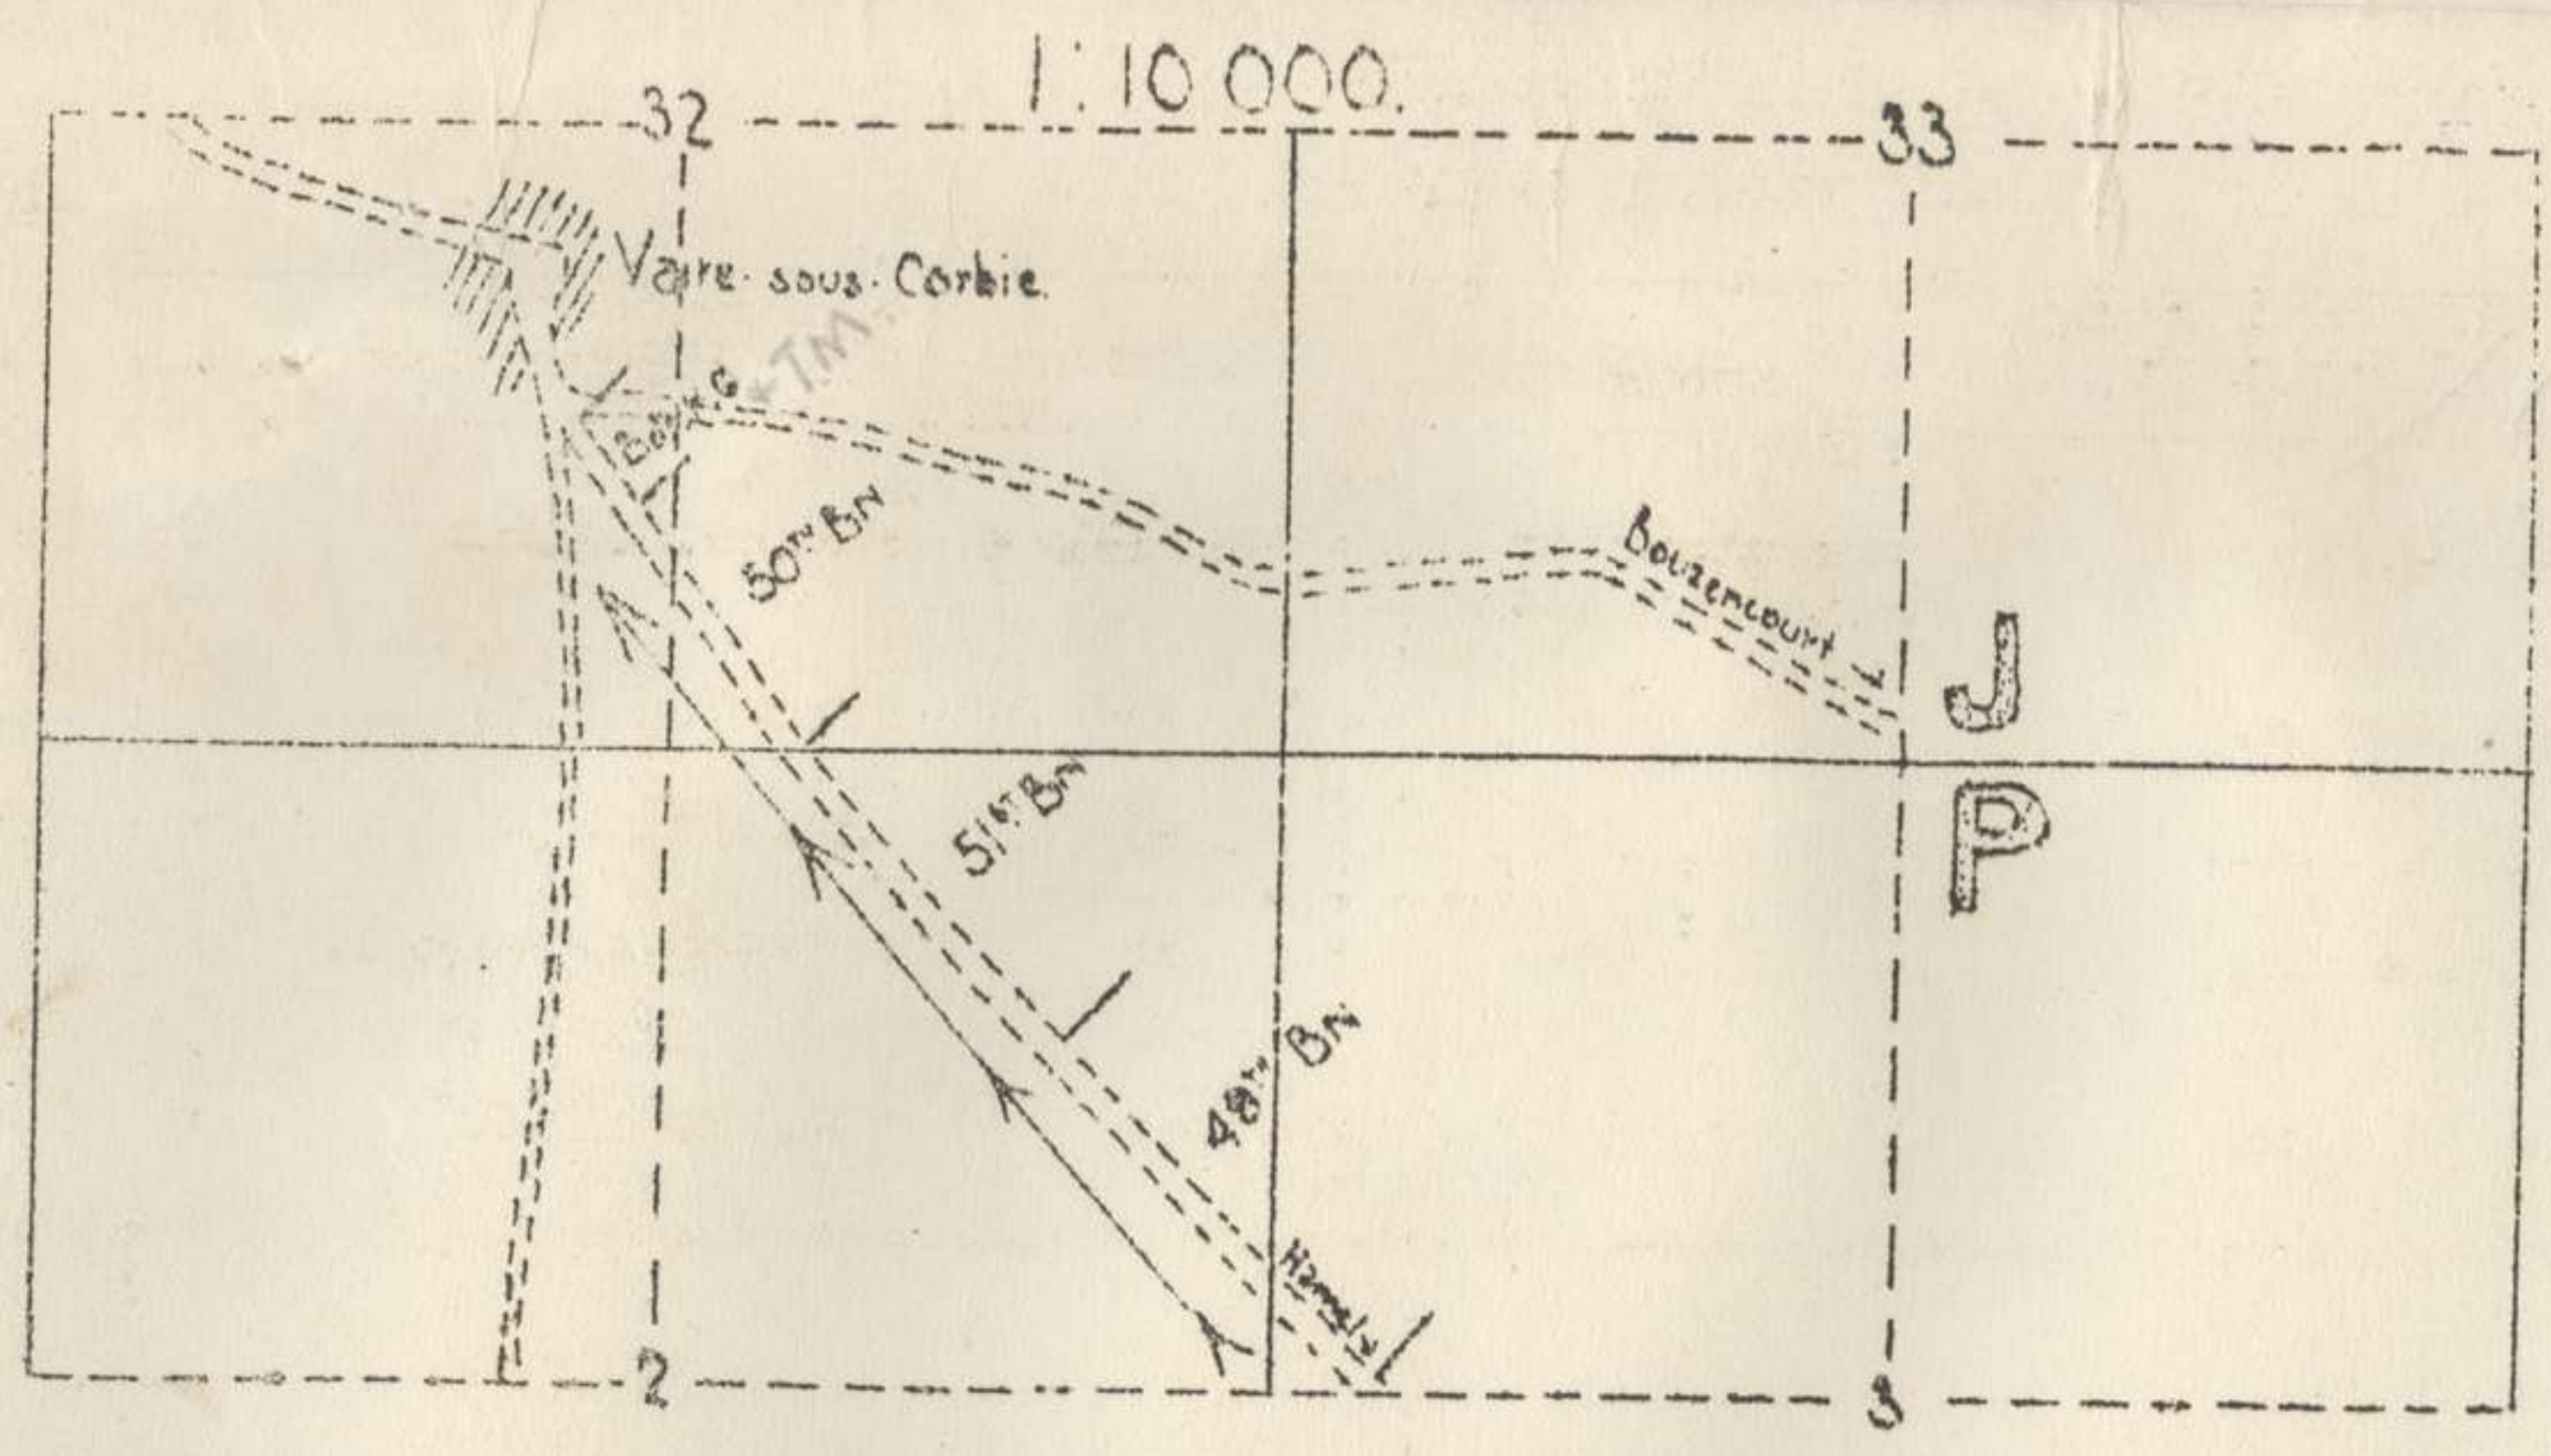 1:10 000.
32
33
Vaire-sous-Corbie.
G
T.M.
50TH BN
Bouzencourt
J
51ST BN
P
48TH BN
2
3